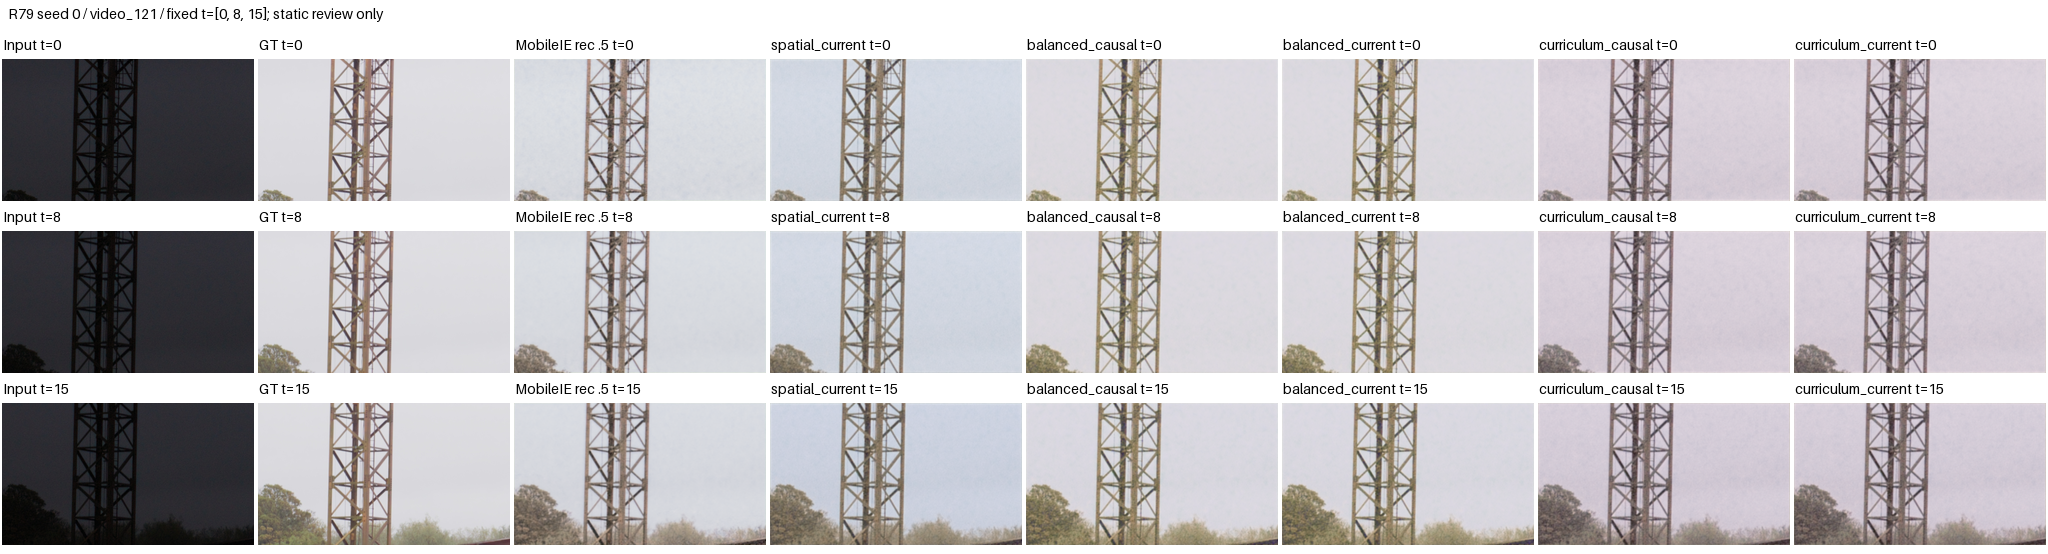 R79 seed 0 / video_121 / fixed t=[0, 8, 15]; static review only
Input t=0 GT t=0 MobileIE rec .5 t=0 spatial_current t=0 balanced_causal t=0 balanced_current t=0 curriculum_causal t=0 curriculum_current t=0
Input t=8 GT t=8 MobileIE rec .5 t=8 spatial_current t=8 balanced_causal t=8 balanced_current t=8 curriculum_causal t=8 curriculum_current t=8
Input t=15 GT t=15 MobileIE rec .5 t=15 spatial_current t=15 balanced_causal t=15 balanced_current t=15 curriculum_causal t=15 curriculum_current t=15